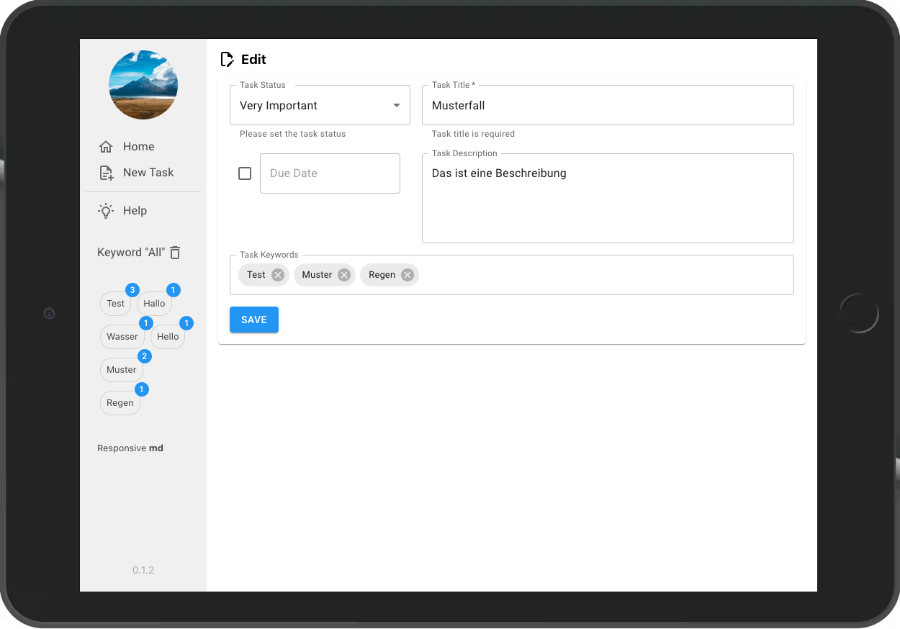 Home
New Task
Help
Keyword "All"
Test 3 Hallo 1
Wasser 1 Hello 1
Muster 2
Regen 1
Responsive md
0.1.2
Edit
Task Status
Very Important
Please set the task status
Task Title *
Musterfall
Task title is required
Due Date
Task Description
Das ist eine Beschreibung
Task Keywords
Test Muster Regen
SAVE